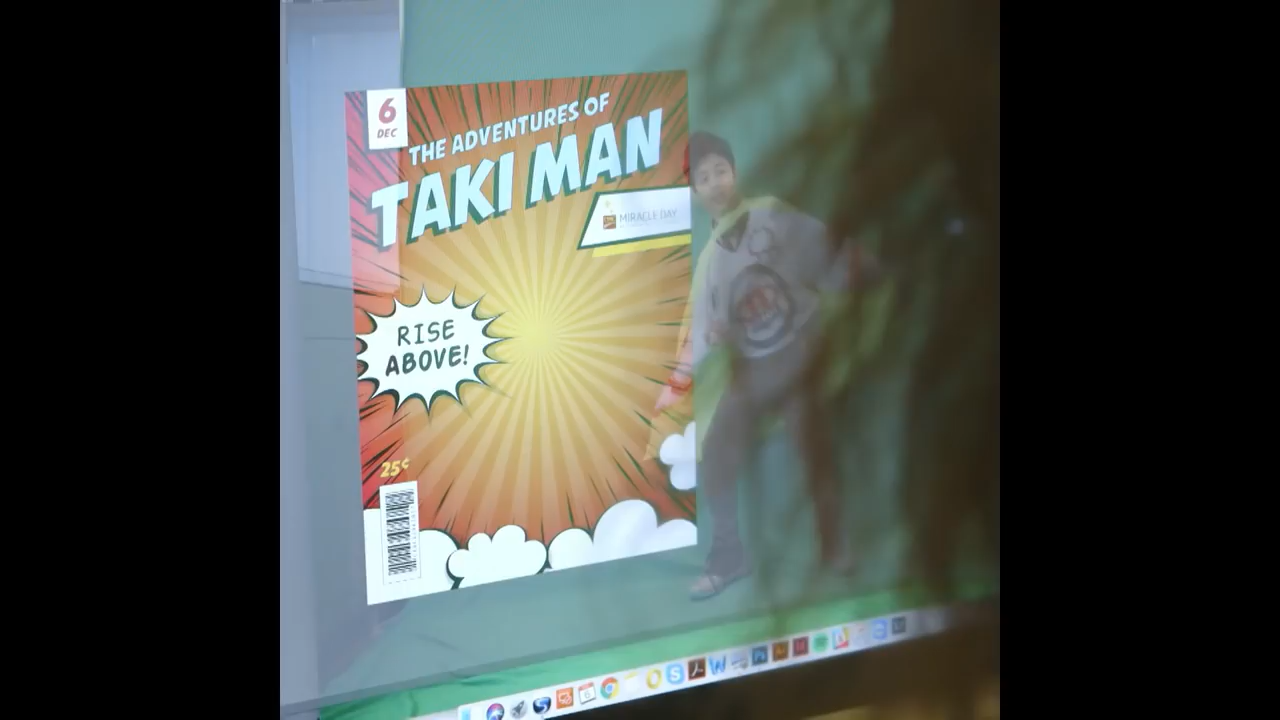 6
DEC
THE ADVENTURES OF
TAKI MAN
MIRACLE DAY
RISE
ABOVE!
25¢